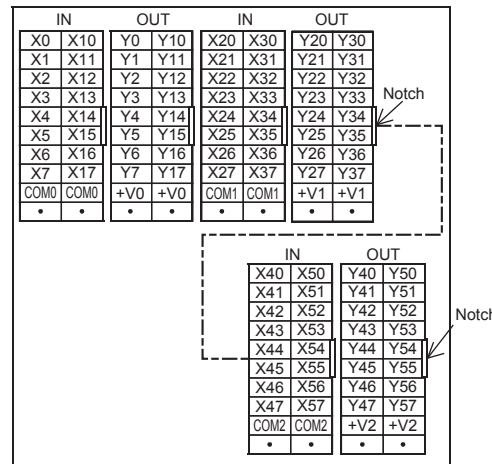 IN OUT IN OUT
X0 X10 Y0 Y10 X20 X30 Y20 Y30
X1 X11 Y1 Y11 X21 X31 Y21 Y31
X2 X12 Y2 Y12 X22 X32 Y22 Y32
X3 X13 Y3 Y13 X23 X33 Y23 Y33
Notch
X4 X14 Y4 Y14 X24 X34 Y24 Y34
X5 X15 Y5 Y15 X25 X35 Y25 Y35
X6 X16 Y6 Y16 X26 X36 Y26 Y36
X7 X17 Y7 Y17 X27 X37 Y27 Y37
COM0 COM0 +V0 +V0 COM1 COM1 +V1 +V1
• • • • • • • •
IN OUT
X40 X50 Y40 Y50
X41 X51 Y41 Y51
X42 X52 Y42 Y52
Notch
X43 X53 Y43 Y53
X44 X54 Y44 Y54
X45 X55 Y45 Y55
X46 X56 Y46 Y56
X47 X57 Y47 Y57
COM2 COM2 +V2 +V2
• • • •